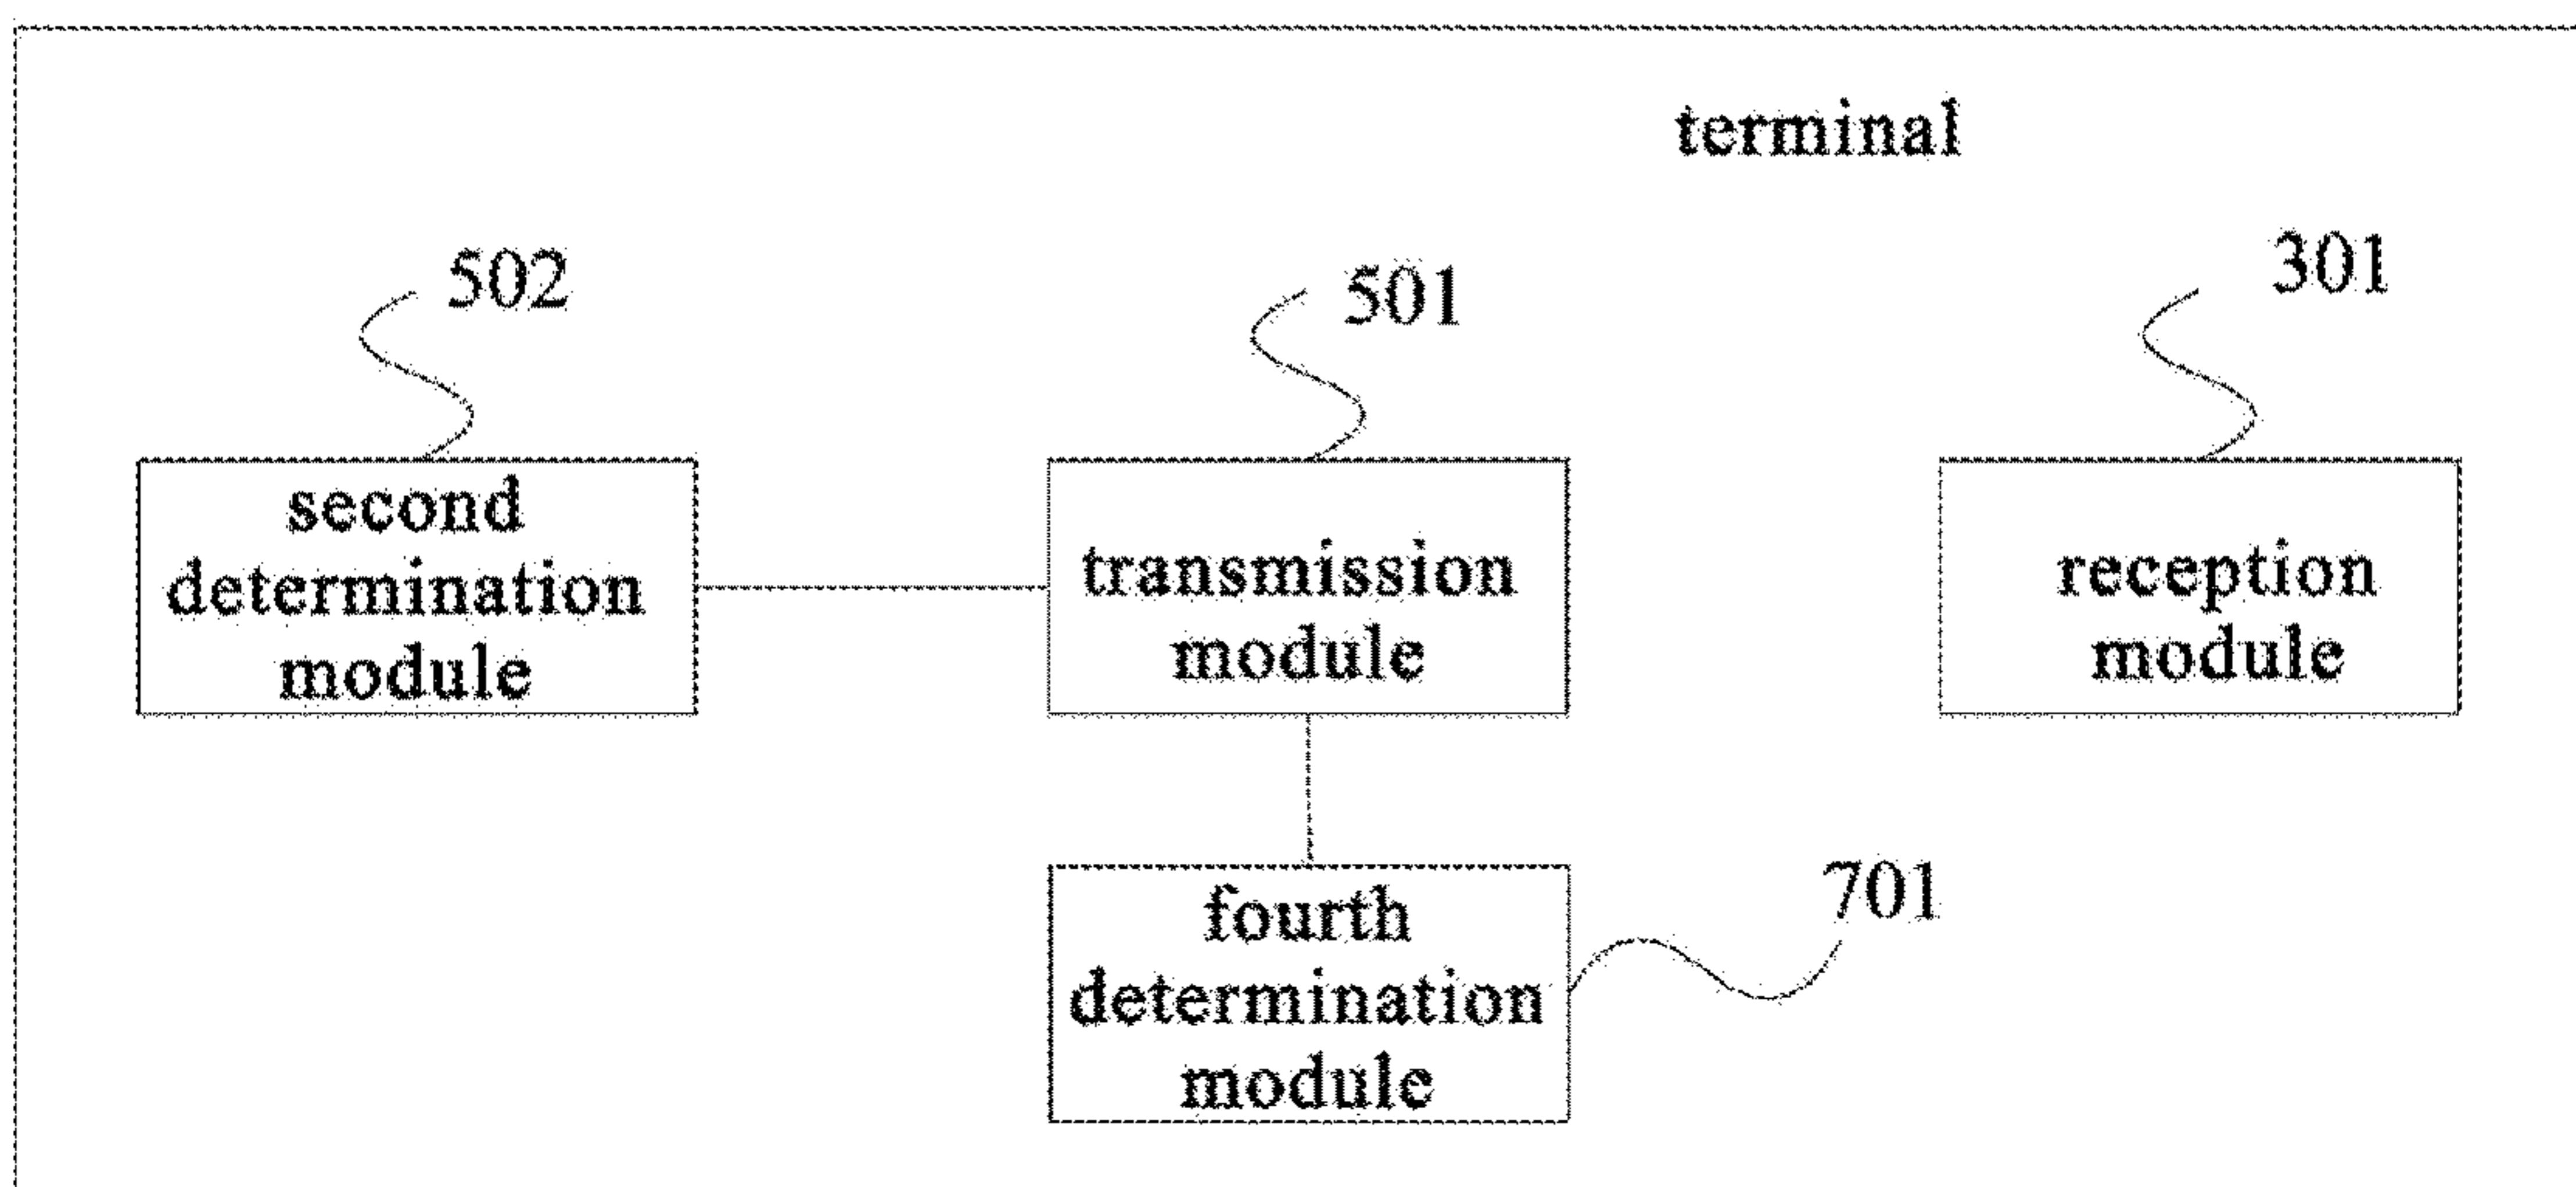 terminal
502
501
301
second
determination
module
transmission
module
reception
module
fourth
determination
module
701